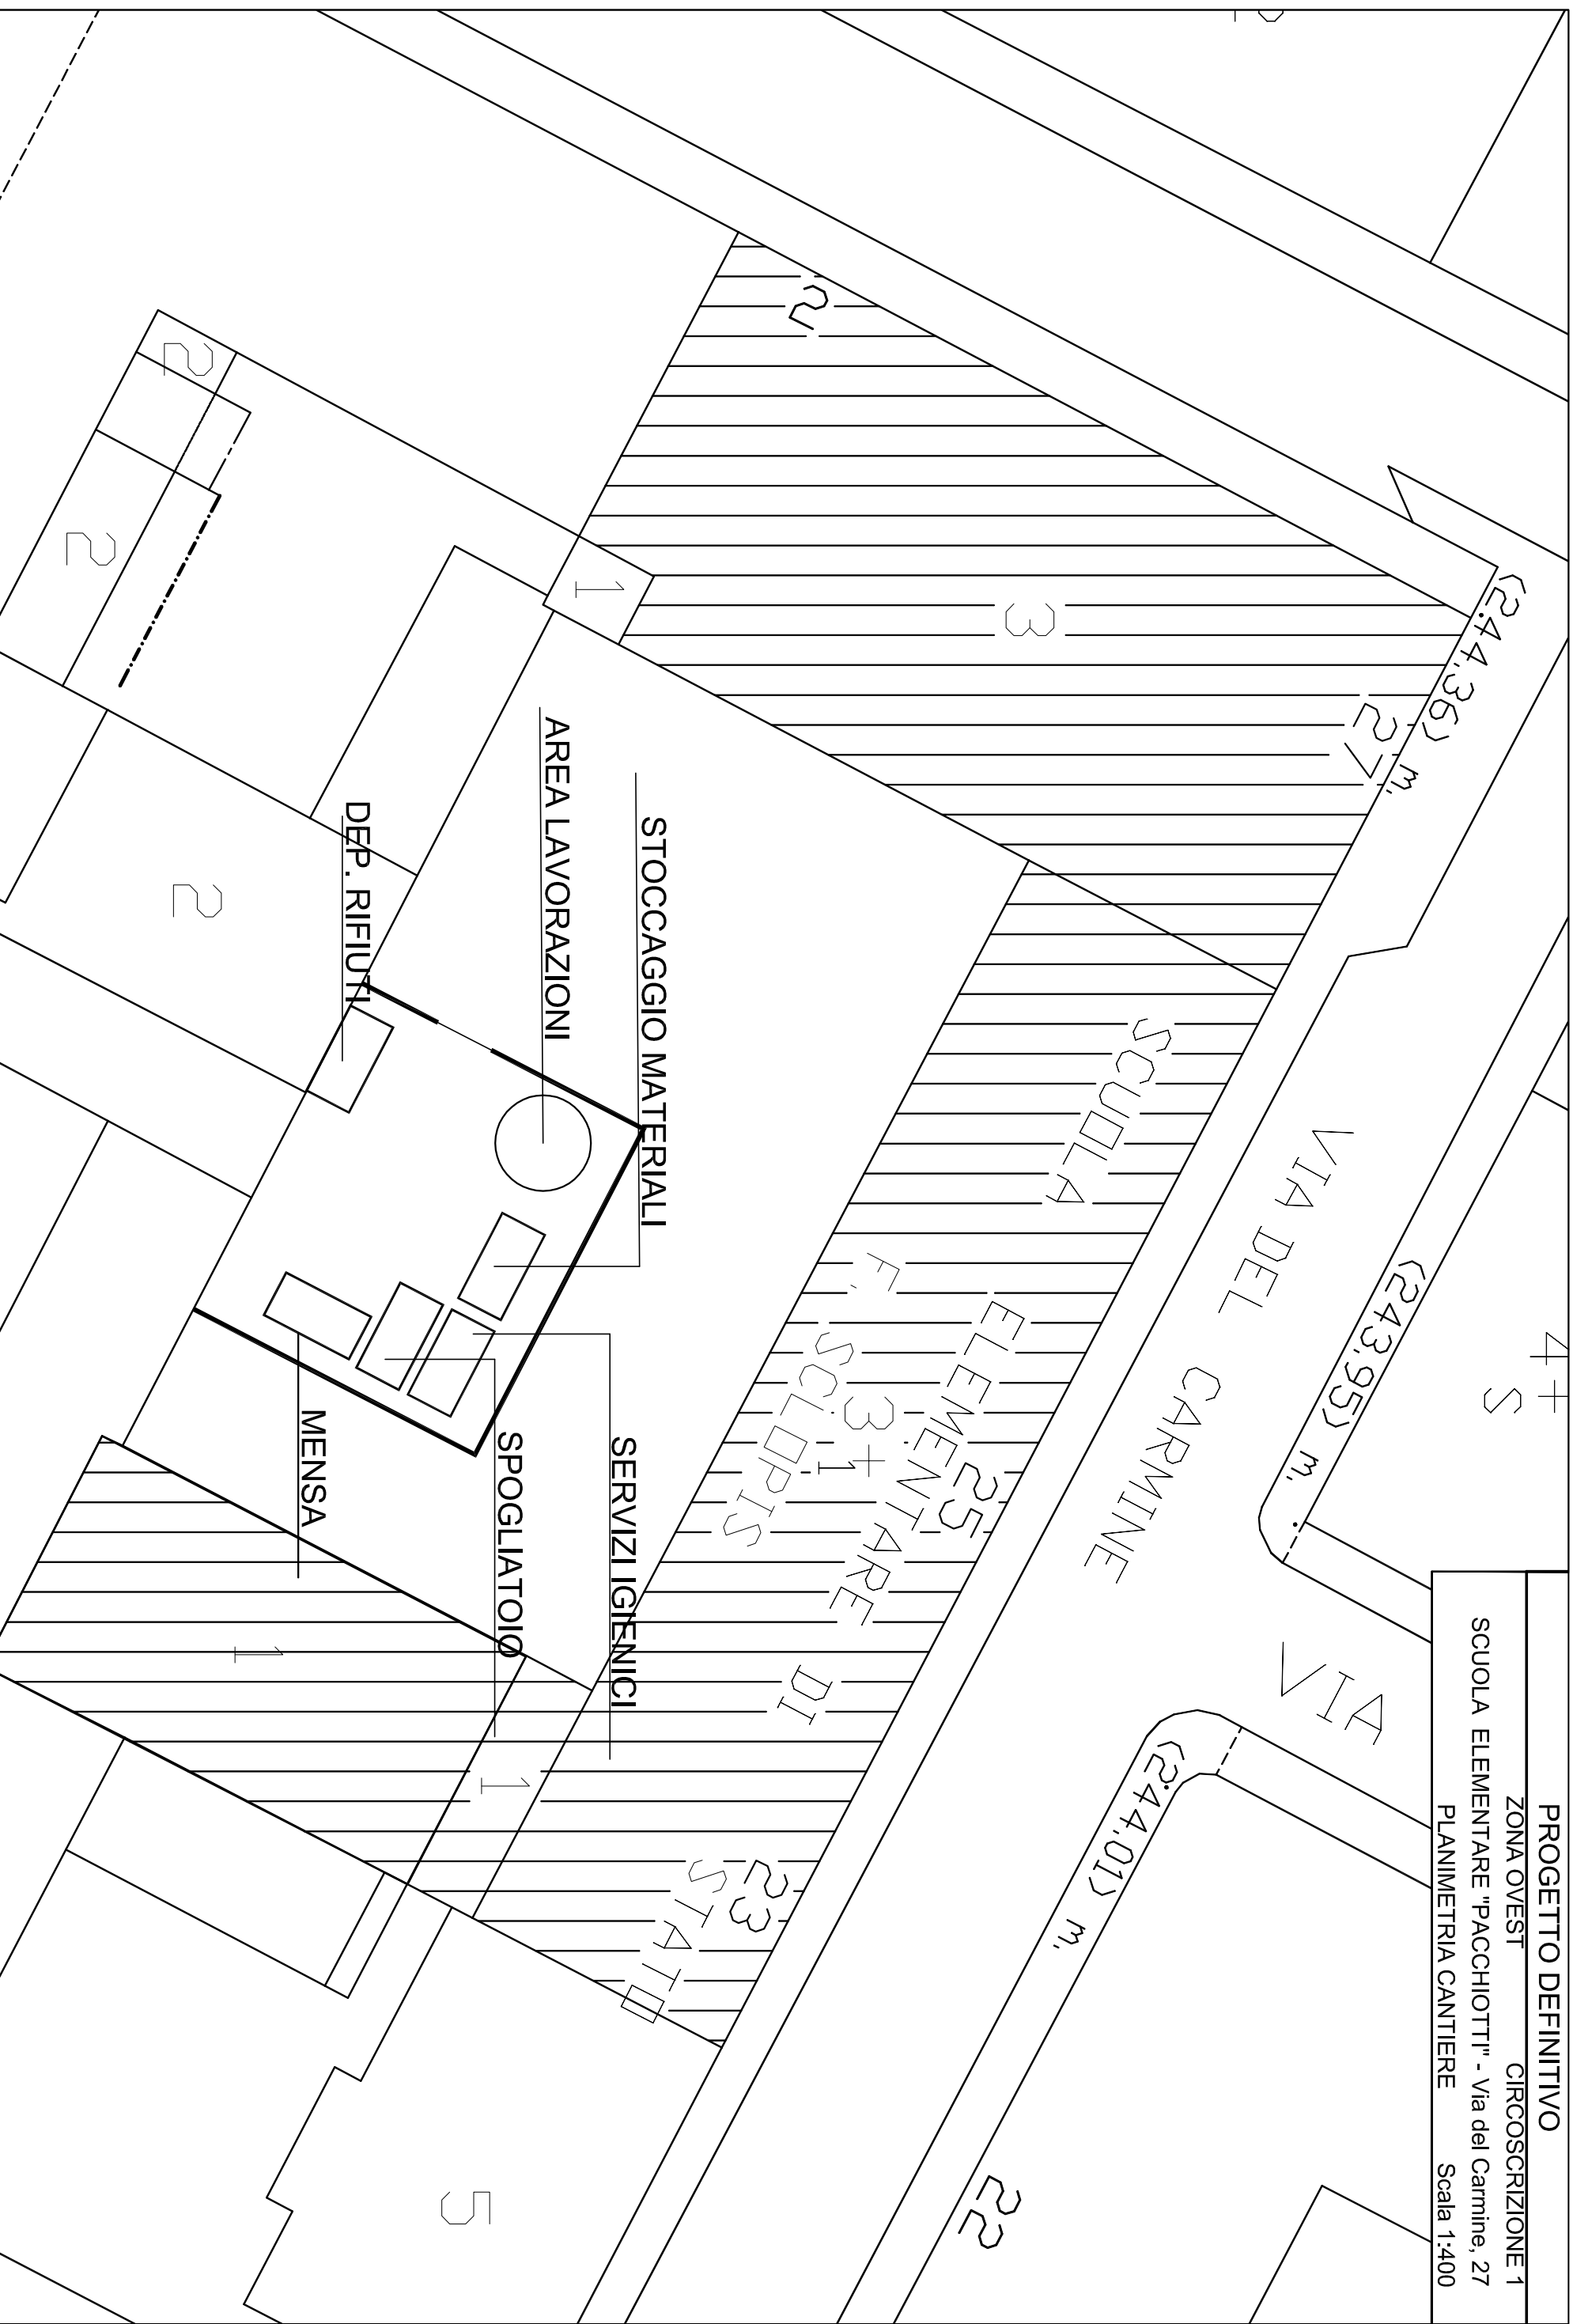 PROGETTO DEFINITIVO
ZONA OVEST CIRCOSCRIZIONE 1
SCUOLA ELEMENTARE "PACCHIOTTI" - Via del Carmine, 27
PLANIMETRIA CANTIERE Scala 1:400
4+
S
(244.36) m.
27
(243.95) m.
VIA
VIA DEL CARMINE
(244.01) m.
22
2
3
SCUOLA
ELEMENTARE DI
F. SCLOPIS
25
3+
1
23
STATO
1
STOCCAGGIO MATERIALI
AREA LAVORAZIONI
SERVIZI IGIENICI
SPOGLIATOIO
1
5
DEP. RIFIUTI
MENSA
1
2
2
2